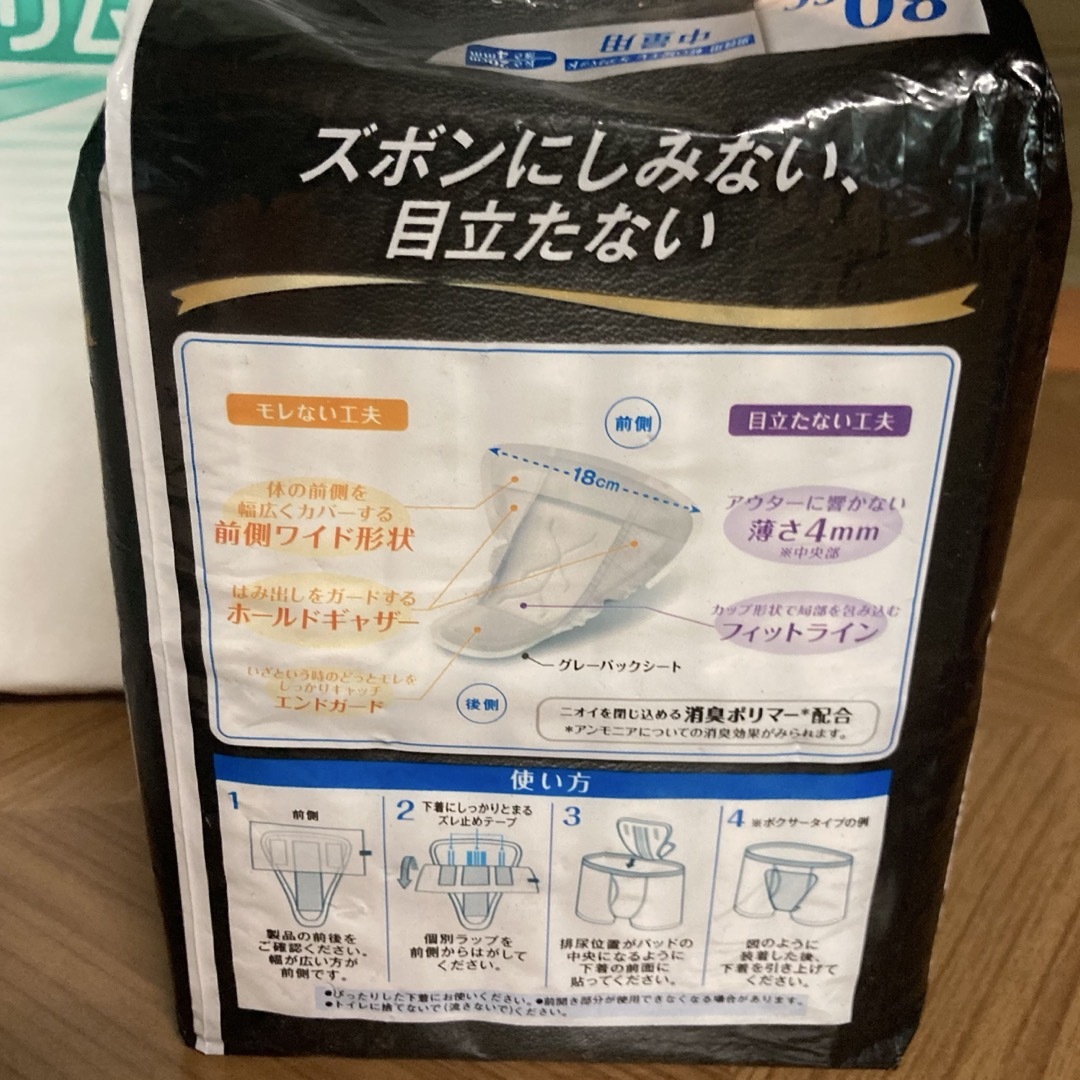 リム
80cc
中量用
長さ26cm
薄さ4mm
ズボンにしみない、
目立たない
モレない工夫
前側
目立たない工夫
18cm
体の前側を
幅広くカバーする
前側ワイド形状
アウターに響かない
薄さ4mm
※中央部
はみ出しをガードする
ホールドギャザー
カップ形状で局部を包み込む
フィットライン
グレーバックシート
いざという時のどっとモレを
しっかりキャッチ
エンドガード
後側
ニオイを閉じ込める消臭ポリマー*配合
*アンモニアについての消臭効果がみられます。
使い方
1
前側
製品の前後を
ご確認ください。
幅が広い方が
前側です。
2 下着にしっかりとまる
ズレ止めテープ
個別ラップを
前側からはがして
ください。
3
排尿位置がパッドの
中央になるように
下着の前面に
貼ってください。
4 ※ボクサータイプの例
図のように
装着した後、
下着を引き上げて
ください。
●ぴったりした下着にお使いください。●前開き部分が使用できなくなる場合があります。
●トイレに捨てないで(流さないで)ください。